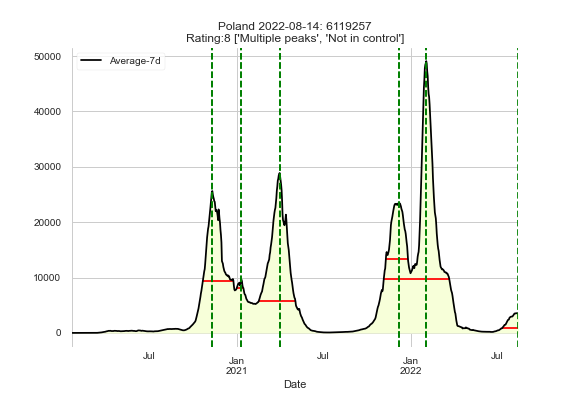 Poland 2022-08-14: 6119257
Rating:8 ['Multiple peaks', 'Not in control']
Average-7d
50000
40000
30000
20000
10000
0
Jul
Jan
2021
Jul
Jan
2022
Jul
Date